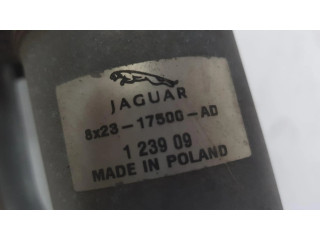 JAGUAR
8X23-17500-AD
1 239 09
MADE IN POLAND